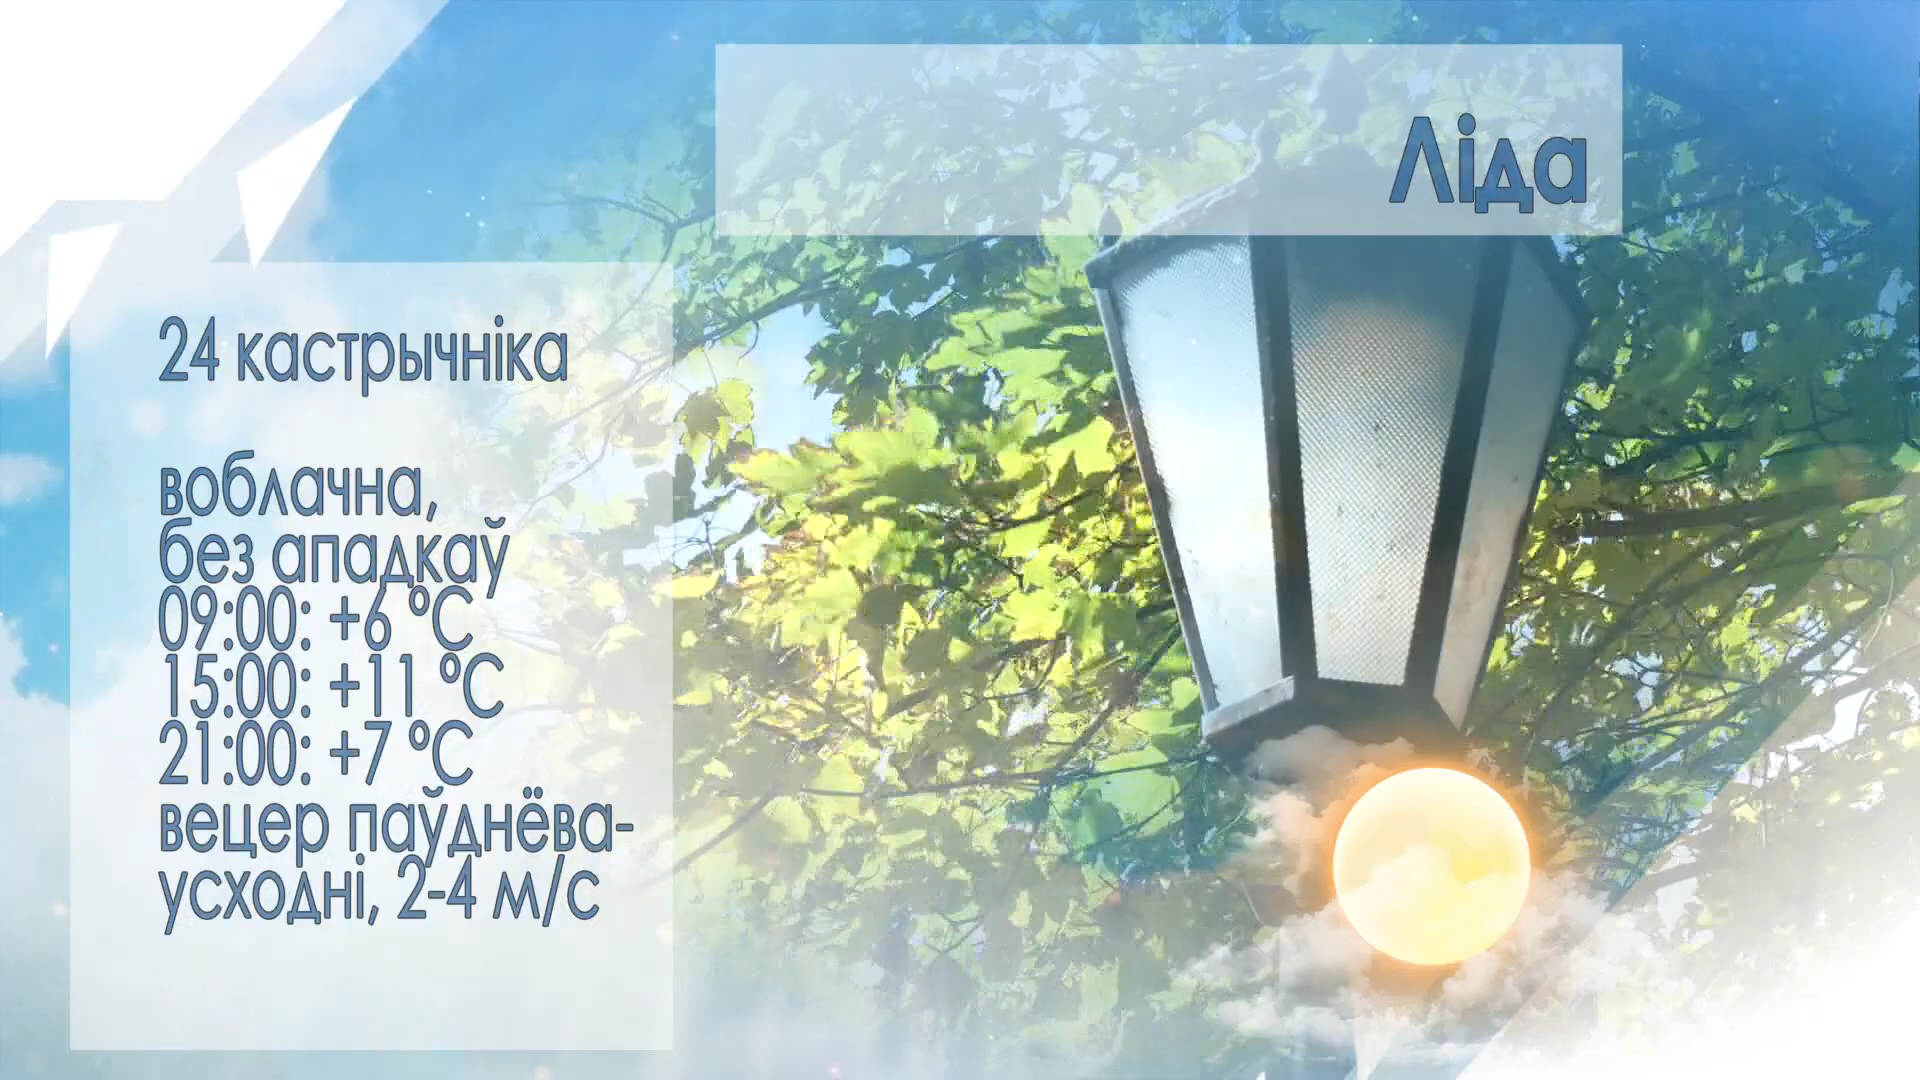 Ліда
24 кастрычніка
воблачна,
без ападкаў
09:00: +6 °C
15:00: +11 °C
21:00: +7 °C
вецер паўднёва-
усходні, 2-4 м/с